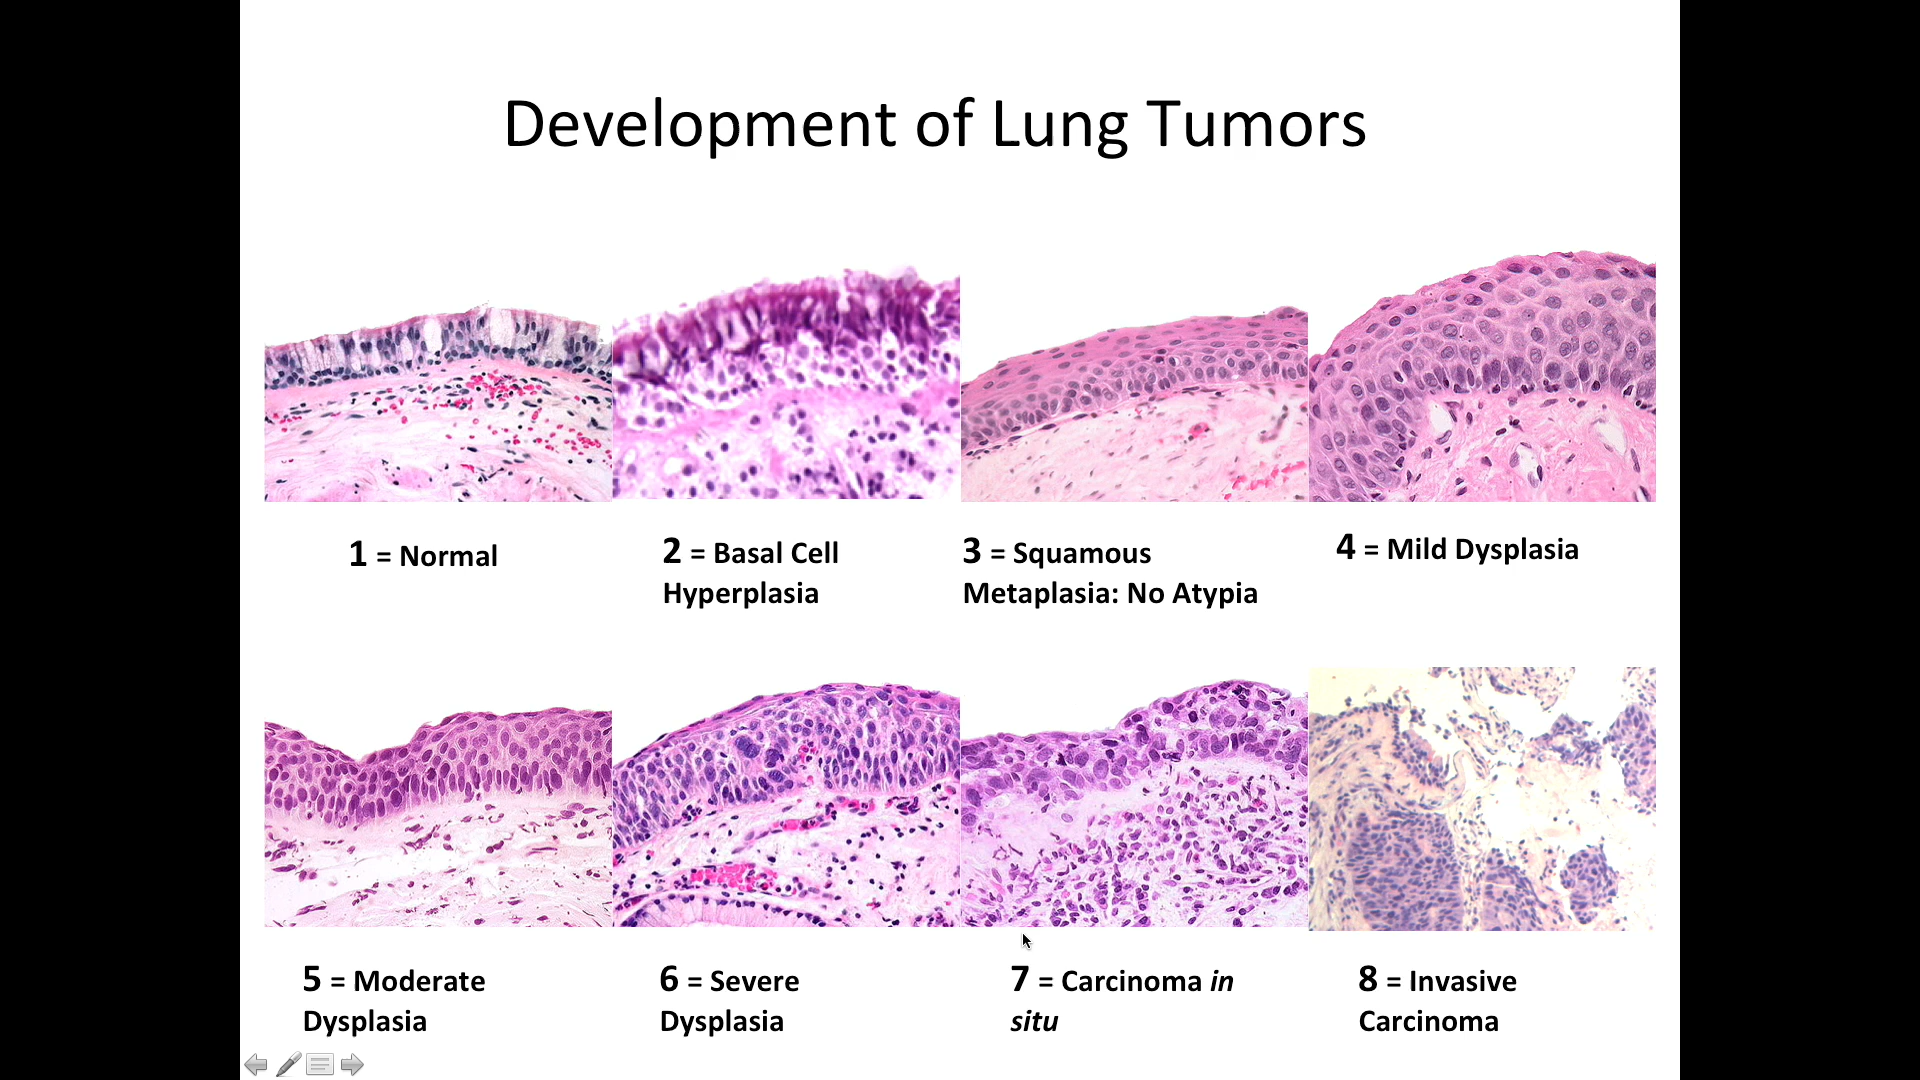 Development of Lung Tumors
1 = Normal
2 = Basal Cell
Hyperplasia
3 = Squamous
Metaplasia: No Atypia
4 = Mild Dysplasia
5 = Moderate
Dysplasia
6 = Severe
Dysplasia
7 = Carcinoma in
situ
8 = Invasive
Carcinoma